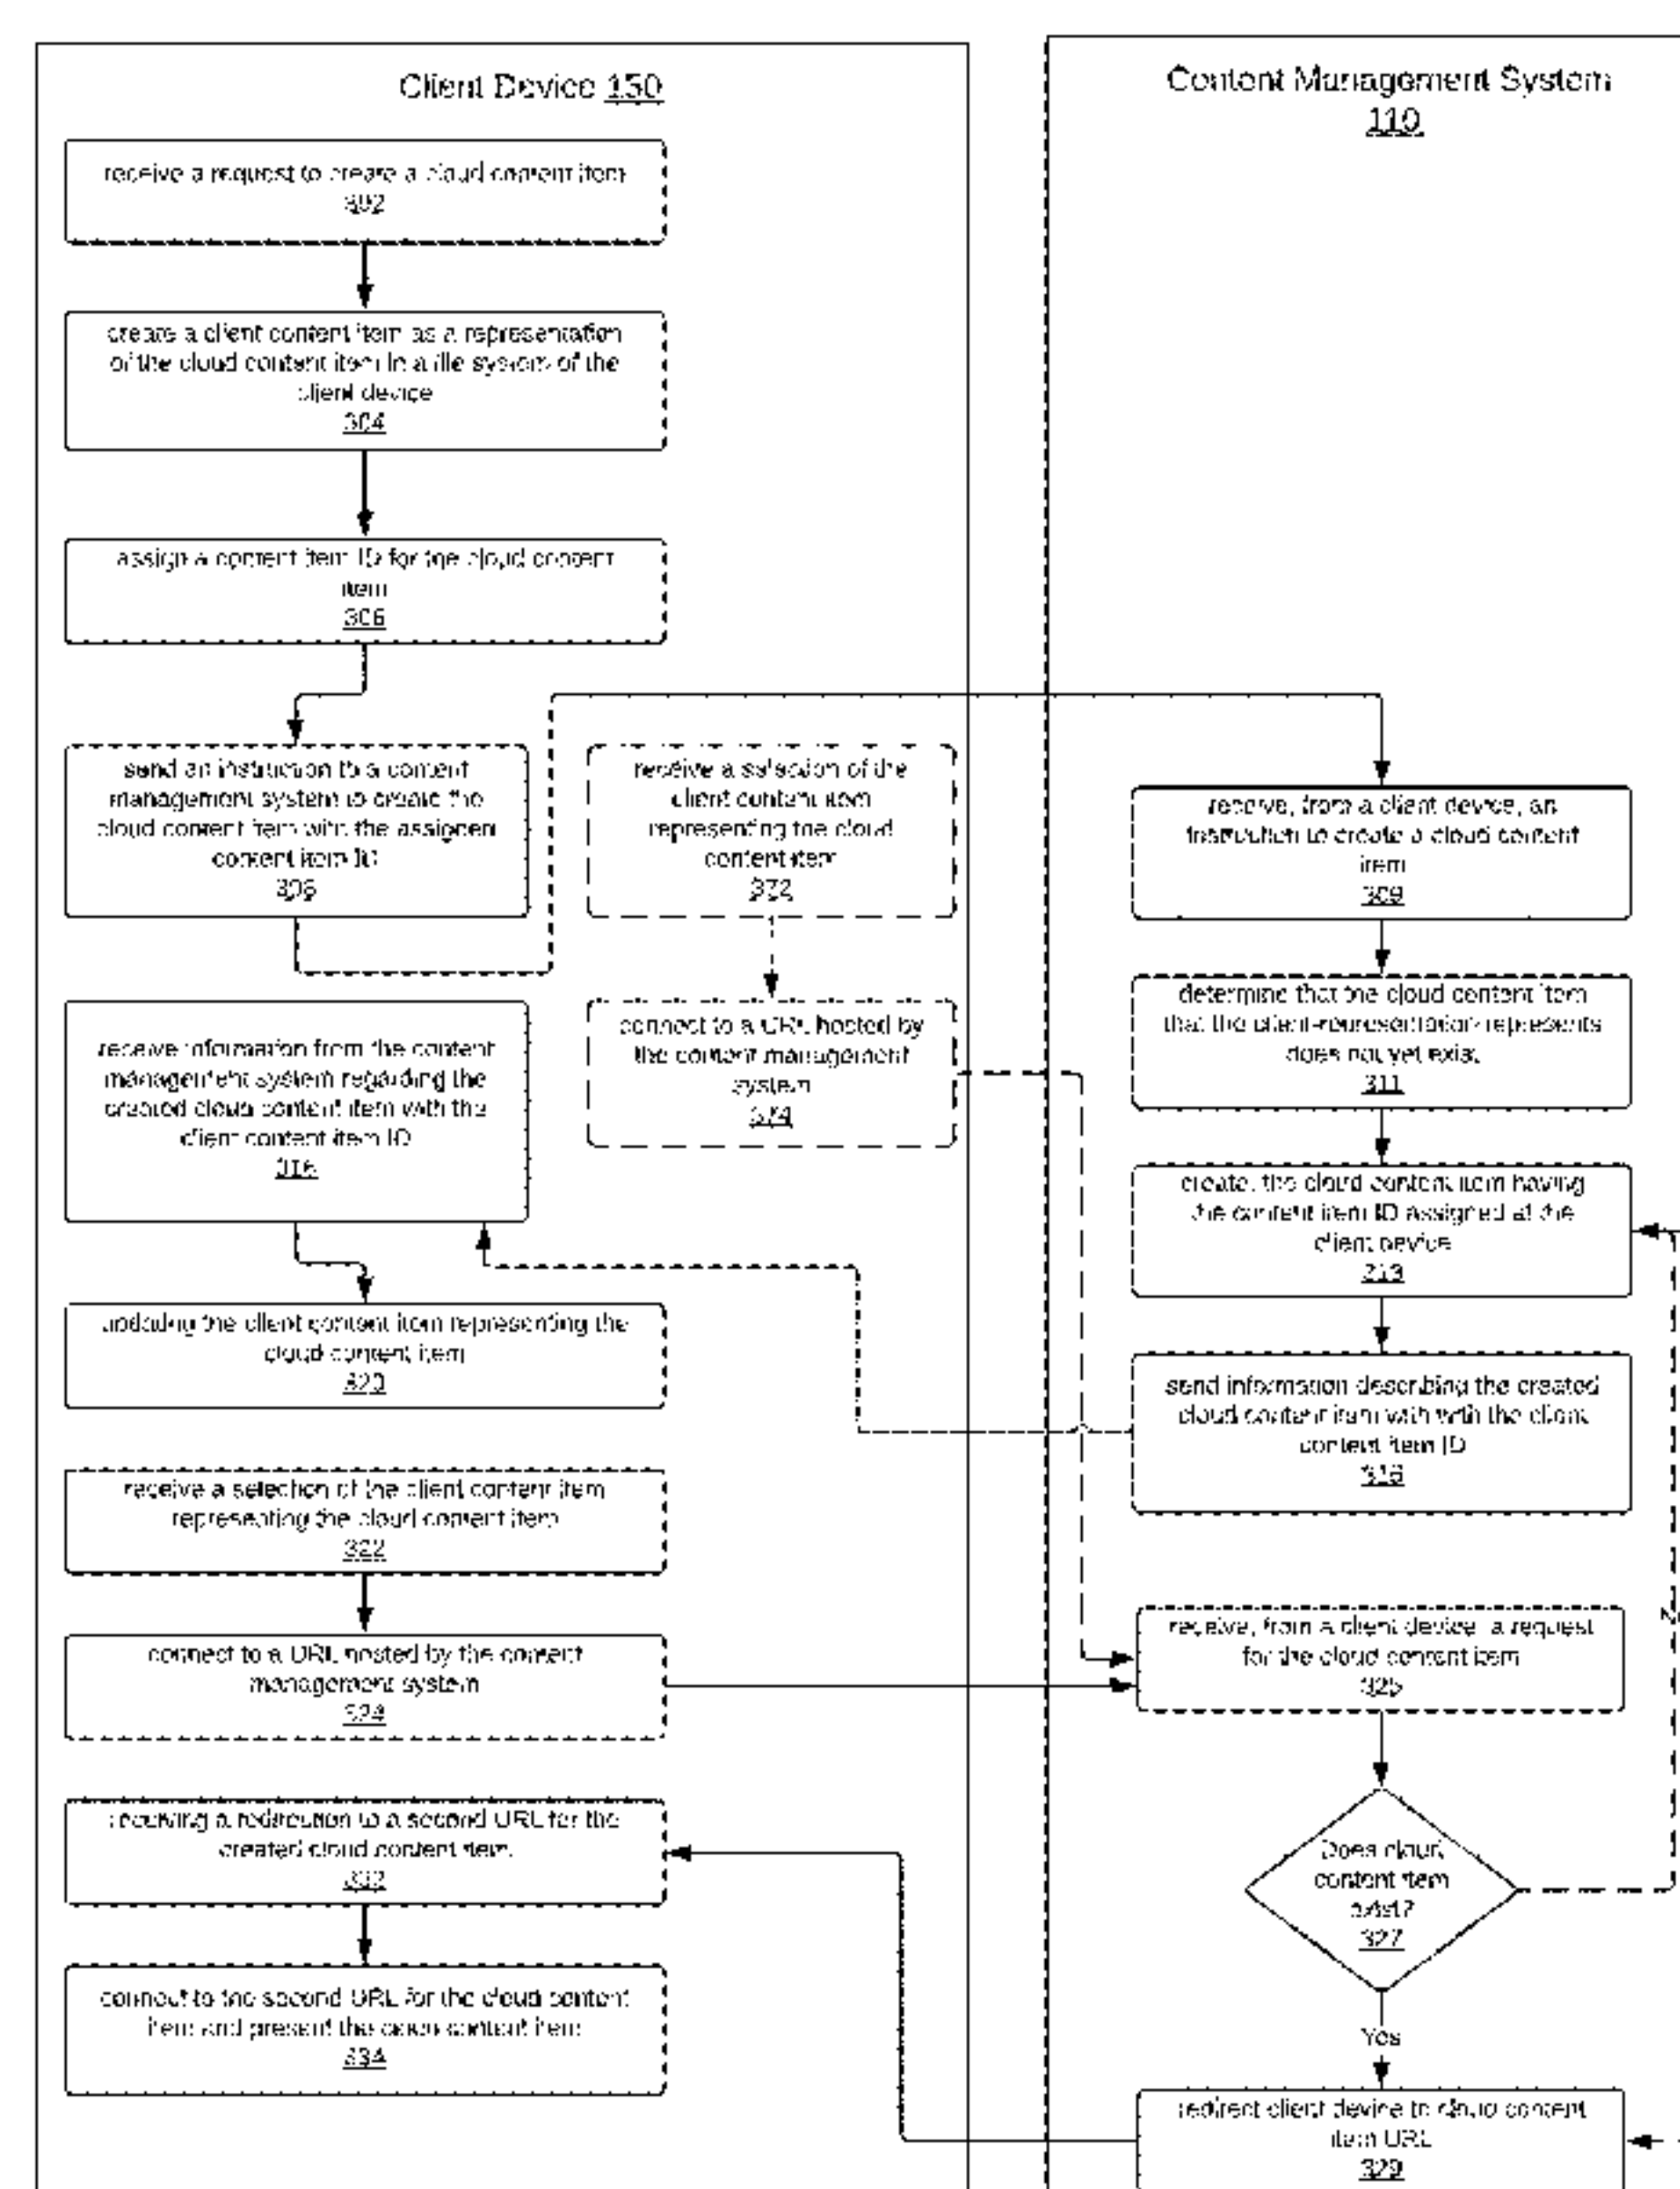 Client Device 150
receive a request to create a cloud content item
302
create a client content item as a representation
of the cloud content item in a file system of the
client device
304
assign a content item ID for the cloud content
item
306
send an instruction to a content
management system to create the
cloud content item with the assigned
content item ID
308
receive a selection of the
client content item
representing the cloud
content item
372
connect to a URL hosted by
the content management
system
374
receive information from the content
management system regarding the
created cloud content item with the
client content item ID
updating the client content item representing the
cloud content item
320
receive a selection of the client content item
representing the cloud content item
322
connect to a URL hosted by the content
management system
324
receiving a redirection to a second URL for the
created cloud content item.
connect to the second URL for the cloud content
item and present the cloud content item
334
Content Management System
110
receive, from a client device, an
instruction to create a cloud content
item
309
determine that the cloud content item
that the client-representation represents
does not yet exist
311
create, the cloud content item having
the content item ID assigned at the
client device
313
send information describing the created
cloud content item with with the client
content item ID
receive, from a client device, a request
for the cloud content item
325
Does cloud
content item
exist?
327
Yes
redirect client device to cloud content
item URL
329